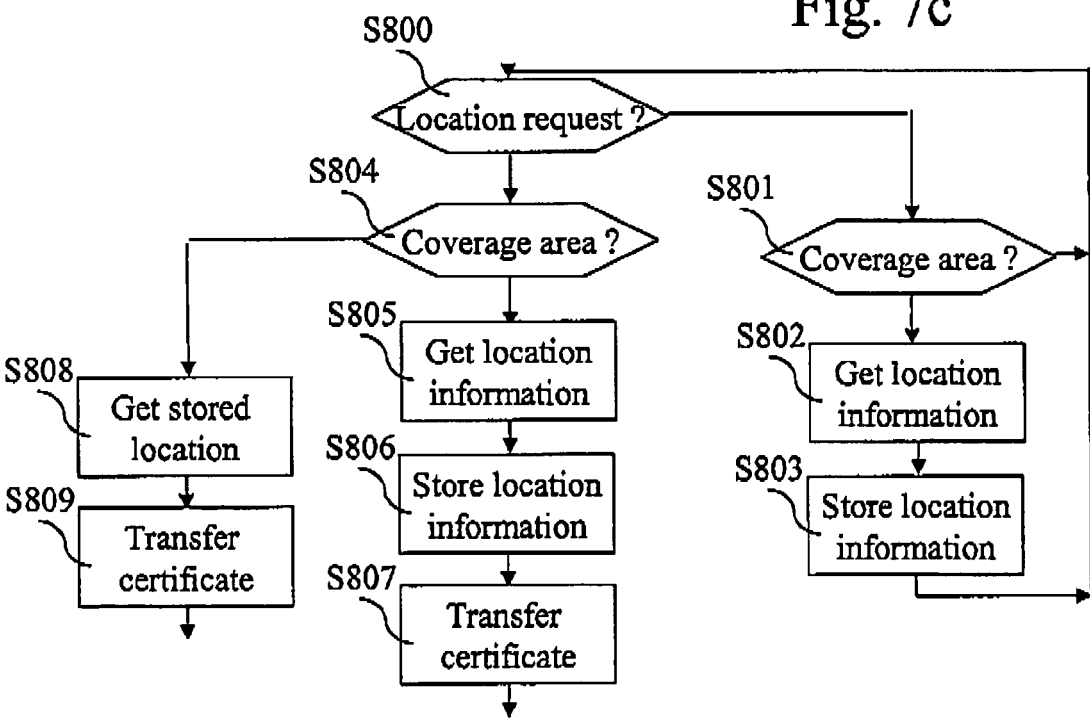 Fig. 7c
S800
Location request ?
S804
Coverage area ?
S801
Coverage area ?
S805
Get location
information
S802
Get location
information
S808
Get stored
location
S806
Store location
information
S803
Store location
information
S809
Transfer
certificate
S807
Transfer
certificate